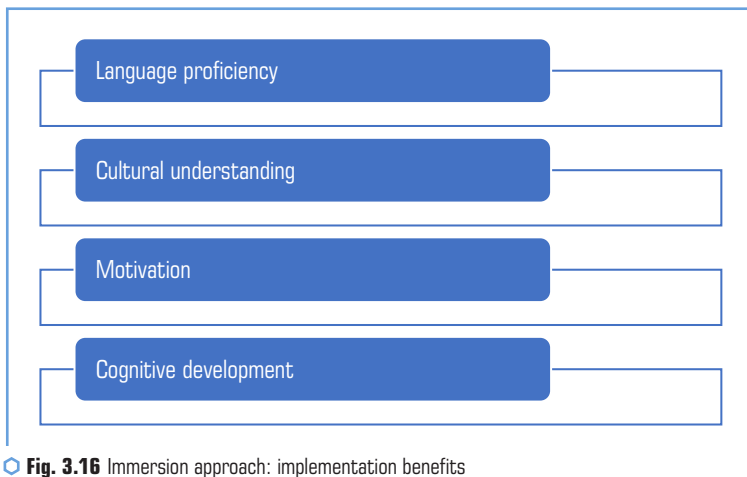 Language proficiency
Cultural understanding
Motivation
Cognitive development
Fig. 3.16 Immersion approach: implementation benefits